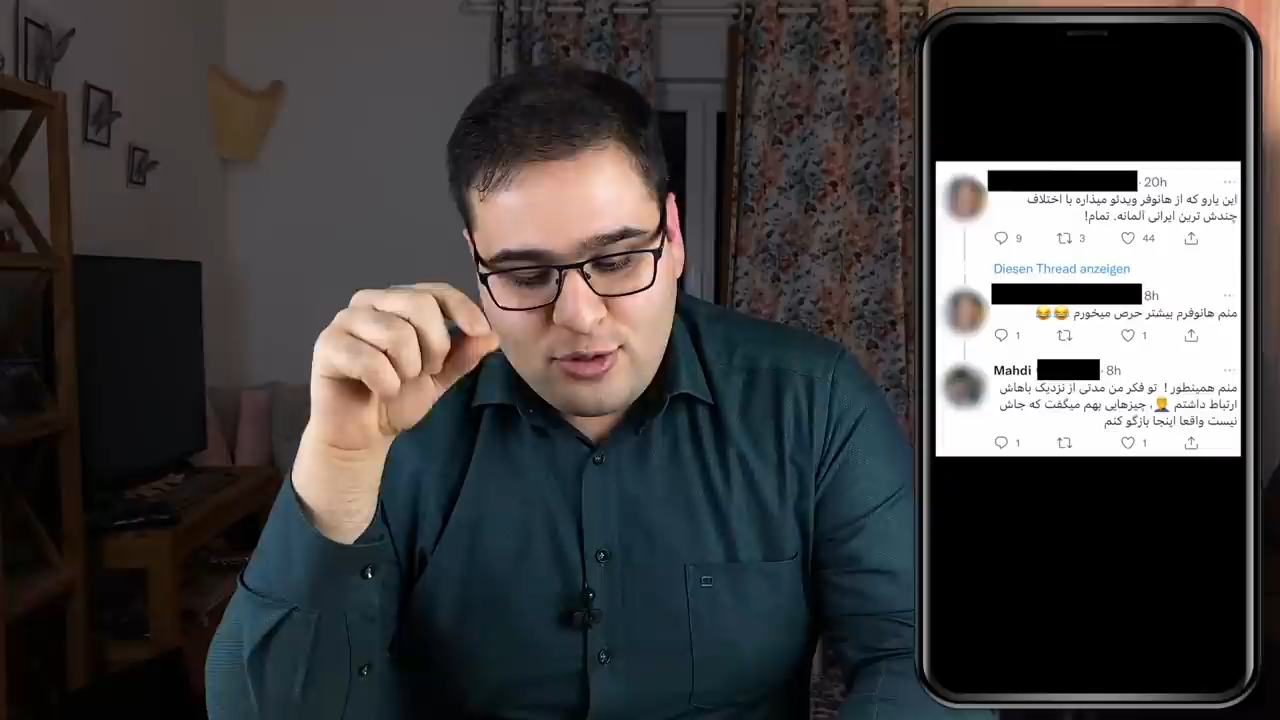 20h
این یارو که از هانوفر ویدئو میذاره با اختلاف
چندش ترین ایرانی آلمانه. تمام!
9 3 44
Diesen Thread anzeigen
8h
منم هانوفرم بیشتر حرص میخورم 😂😂
1 1
Mahdi 8h
منم همینطور ! تو فکر من مدتی از نزدیک باهاش
ارتباط داشتم 🤦، چیزهایی بهم میگفت که جاش
نیست واقعا اینجا بازگو کنم
1 1